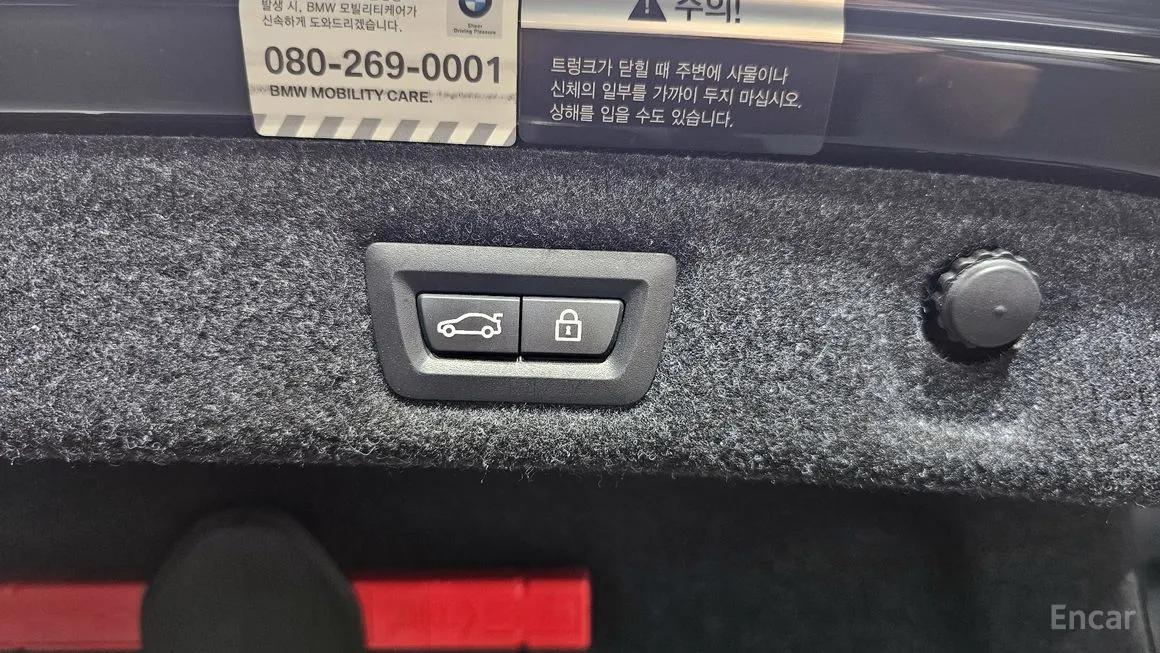 발생 시, BMW 모빌리티케어가
신속하게 도와드리겠습니다.
Sheer
Driving Pleasure
080-269-0001
BMW MOBILITY CARE.
주의!
트렁크가 닫힐 때 주변에 사물이나
신체의 일부를 가까이 두지 마십시오.
상해를 입을 수도 있습니다.
Encar